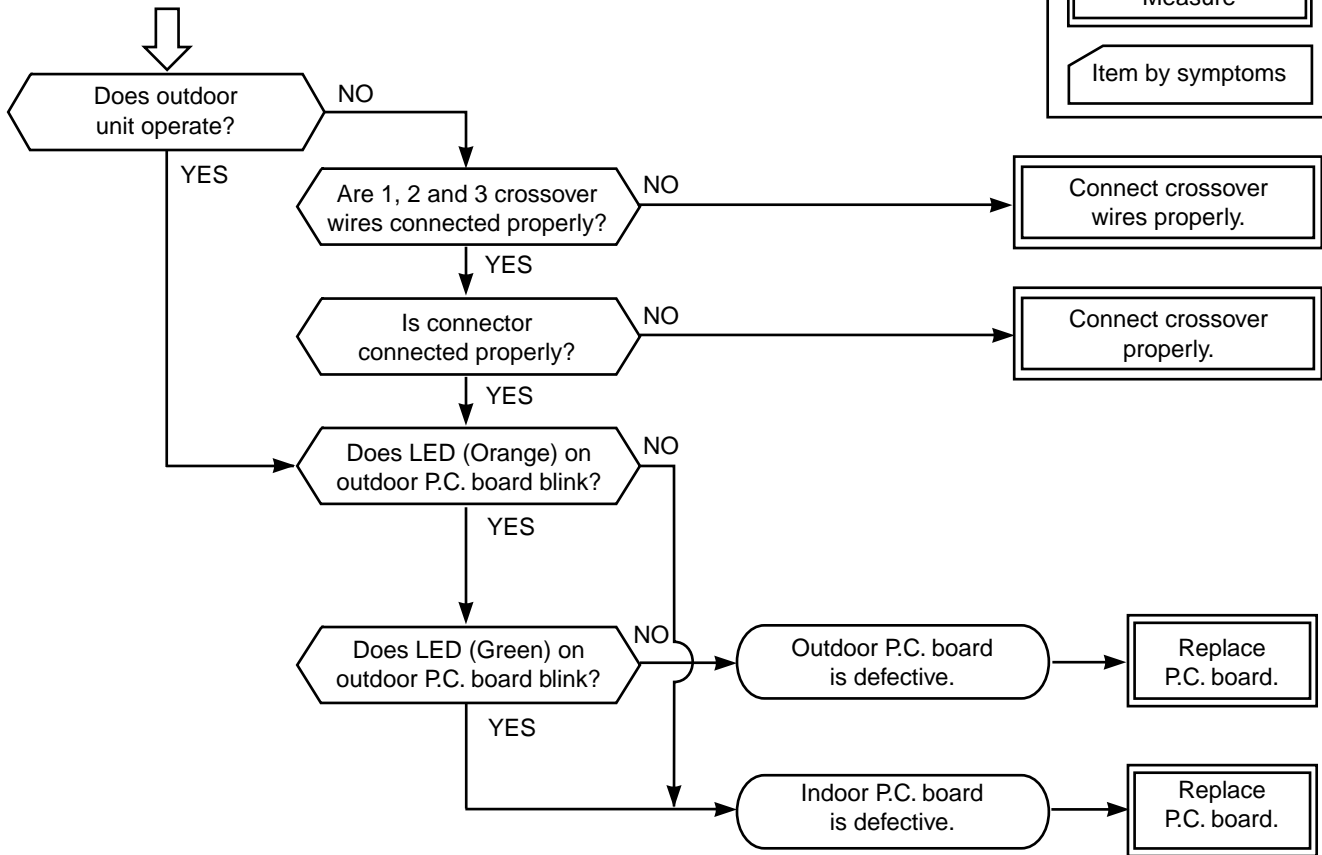 Measure
Item by symptoms
Does outdoor
unit operate?
NO
YES
Are 1, 2 and 3 crossover
wires connected properly?
NO
Connect crossover
wires properly.
YES
Is connector
connected properly?
NO
Connect crossover
properly.
YES
Does LED (Orange) on
outdoor P.C. board blink?
NO
YES
Does LED (Green) on
outdoor P.C. board blink?
NO
Outdoor P.C. board
is defective.
Replace
P.C. board.
YES
Indoor P.C. board
is defective.
Replace
P.C. board.